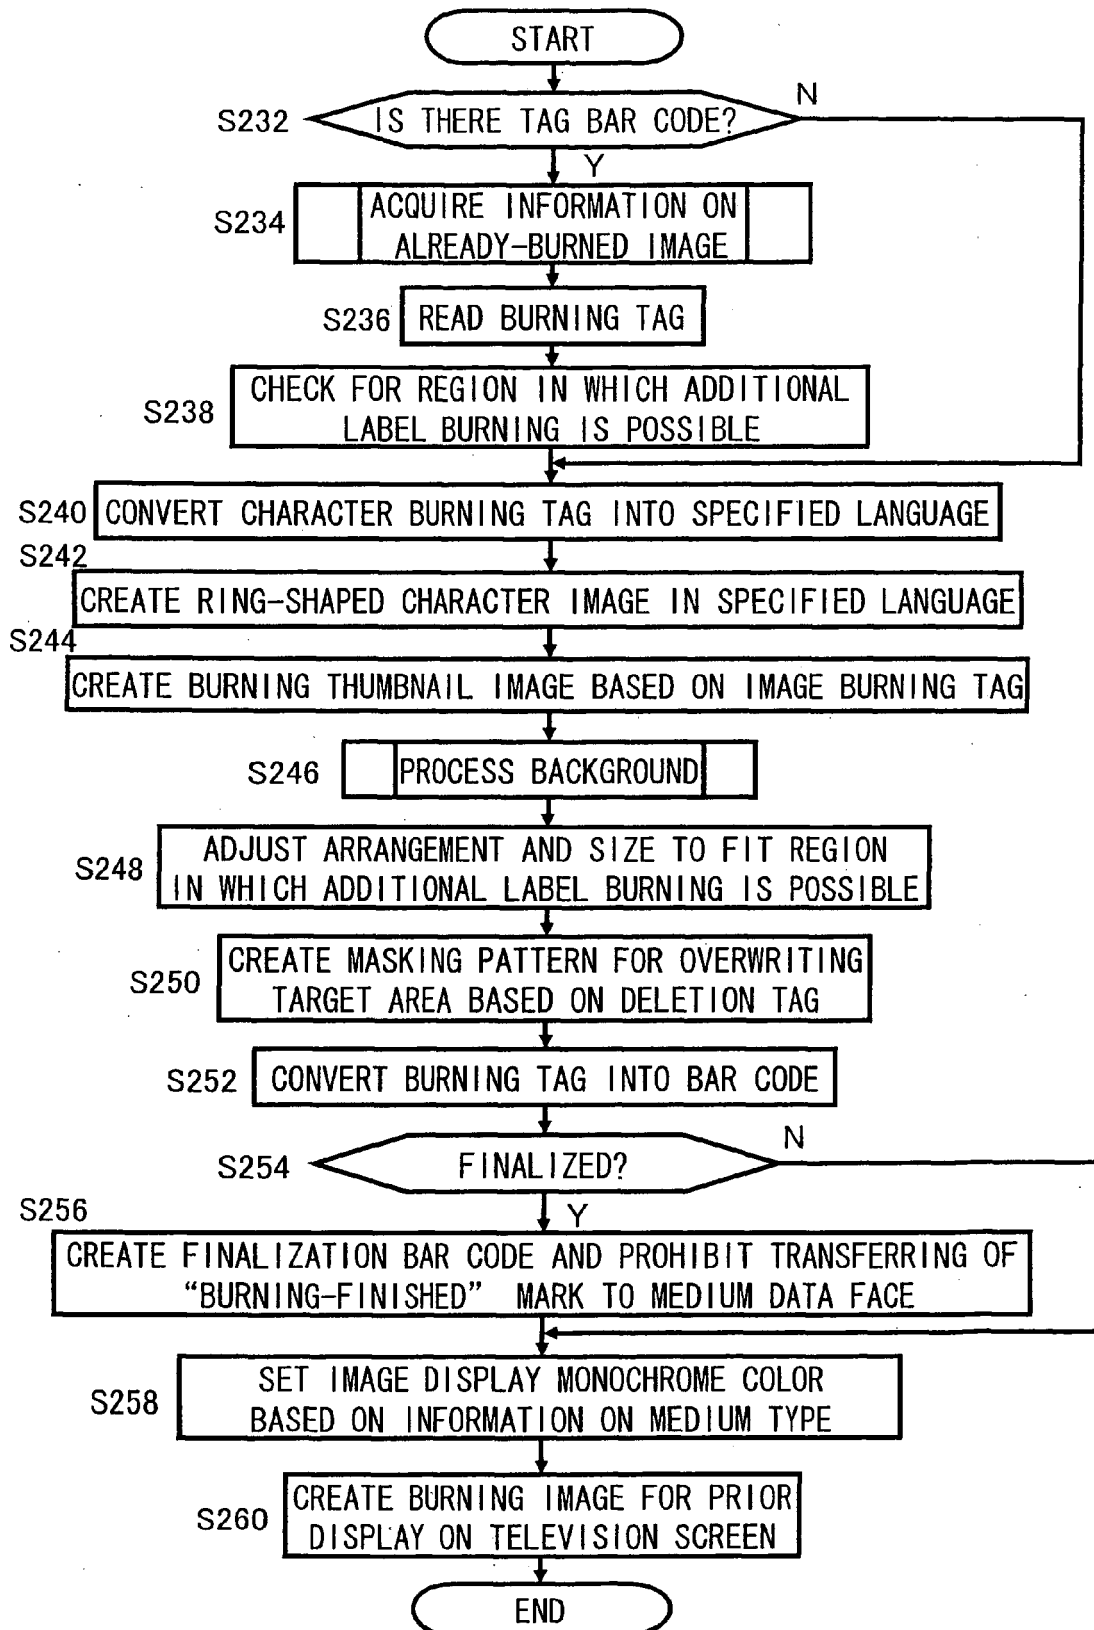 START
N
S232
IS THERE TAG BAR CODE?
Y
S234
ACQUIRE INFORMATION ON
ALREADY-BURNED IMAGE
S236
READ BURNING TAG
S238
CHECK FOR REGION IN WHICH ADDITIONAL
LABEL BURNING IS POSSIBLE
S240
CONVERT CHARACTER BURNING TAG INTO SPECIFIED LANGUAGE
S242
CREATE RING-SHAPED CHARACTER IMAGE IN SPECIFIED LANGUAGE
S244
CREATE BURNING THUMBNAIL IMAGE BASED ON IMAGE BURNING TAG
S246
PROCESS BACKGROUND
S248
ADJUST ARRANGEMENT AND SIZE TO FIT REGION
IN WHICH ADDITIONAL LABEL BURNING IS POSSIBLE
S250
CREATE MASKING PATTERN FOR OVERWRITING
TARGET AREA BASED ON DELETION TAG
S252
CONVERT BURNING TAG INTO BAR CODE
N
S254
FINALIZED?
Y
S256
CREATE FINALIZATION BAR CODE AND PROHIBIT TRANSFERRING OF
“BURNING-FINISHED” MARK TO MEDIUM DATA FACE
S258
SET IMAGE DISPLAY MONOCHROME COLOR
BASED ON INFORMATION ON MEDIUM TYPE
S260
CREATE BURNING IMAGE FOR PRIOR
DISPLAY ON TELEVISION SCREEN
END